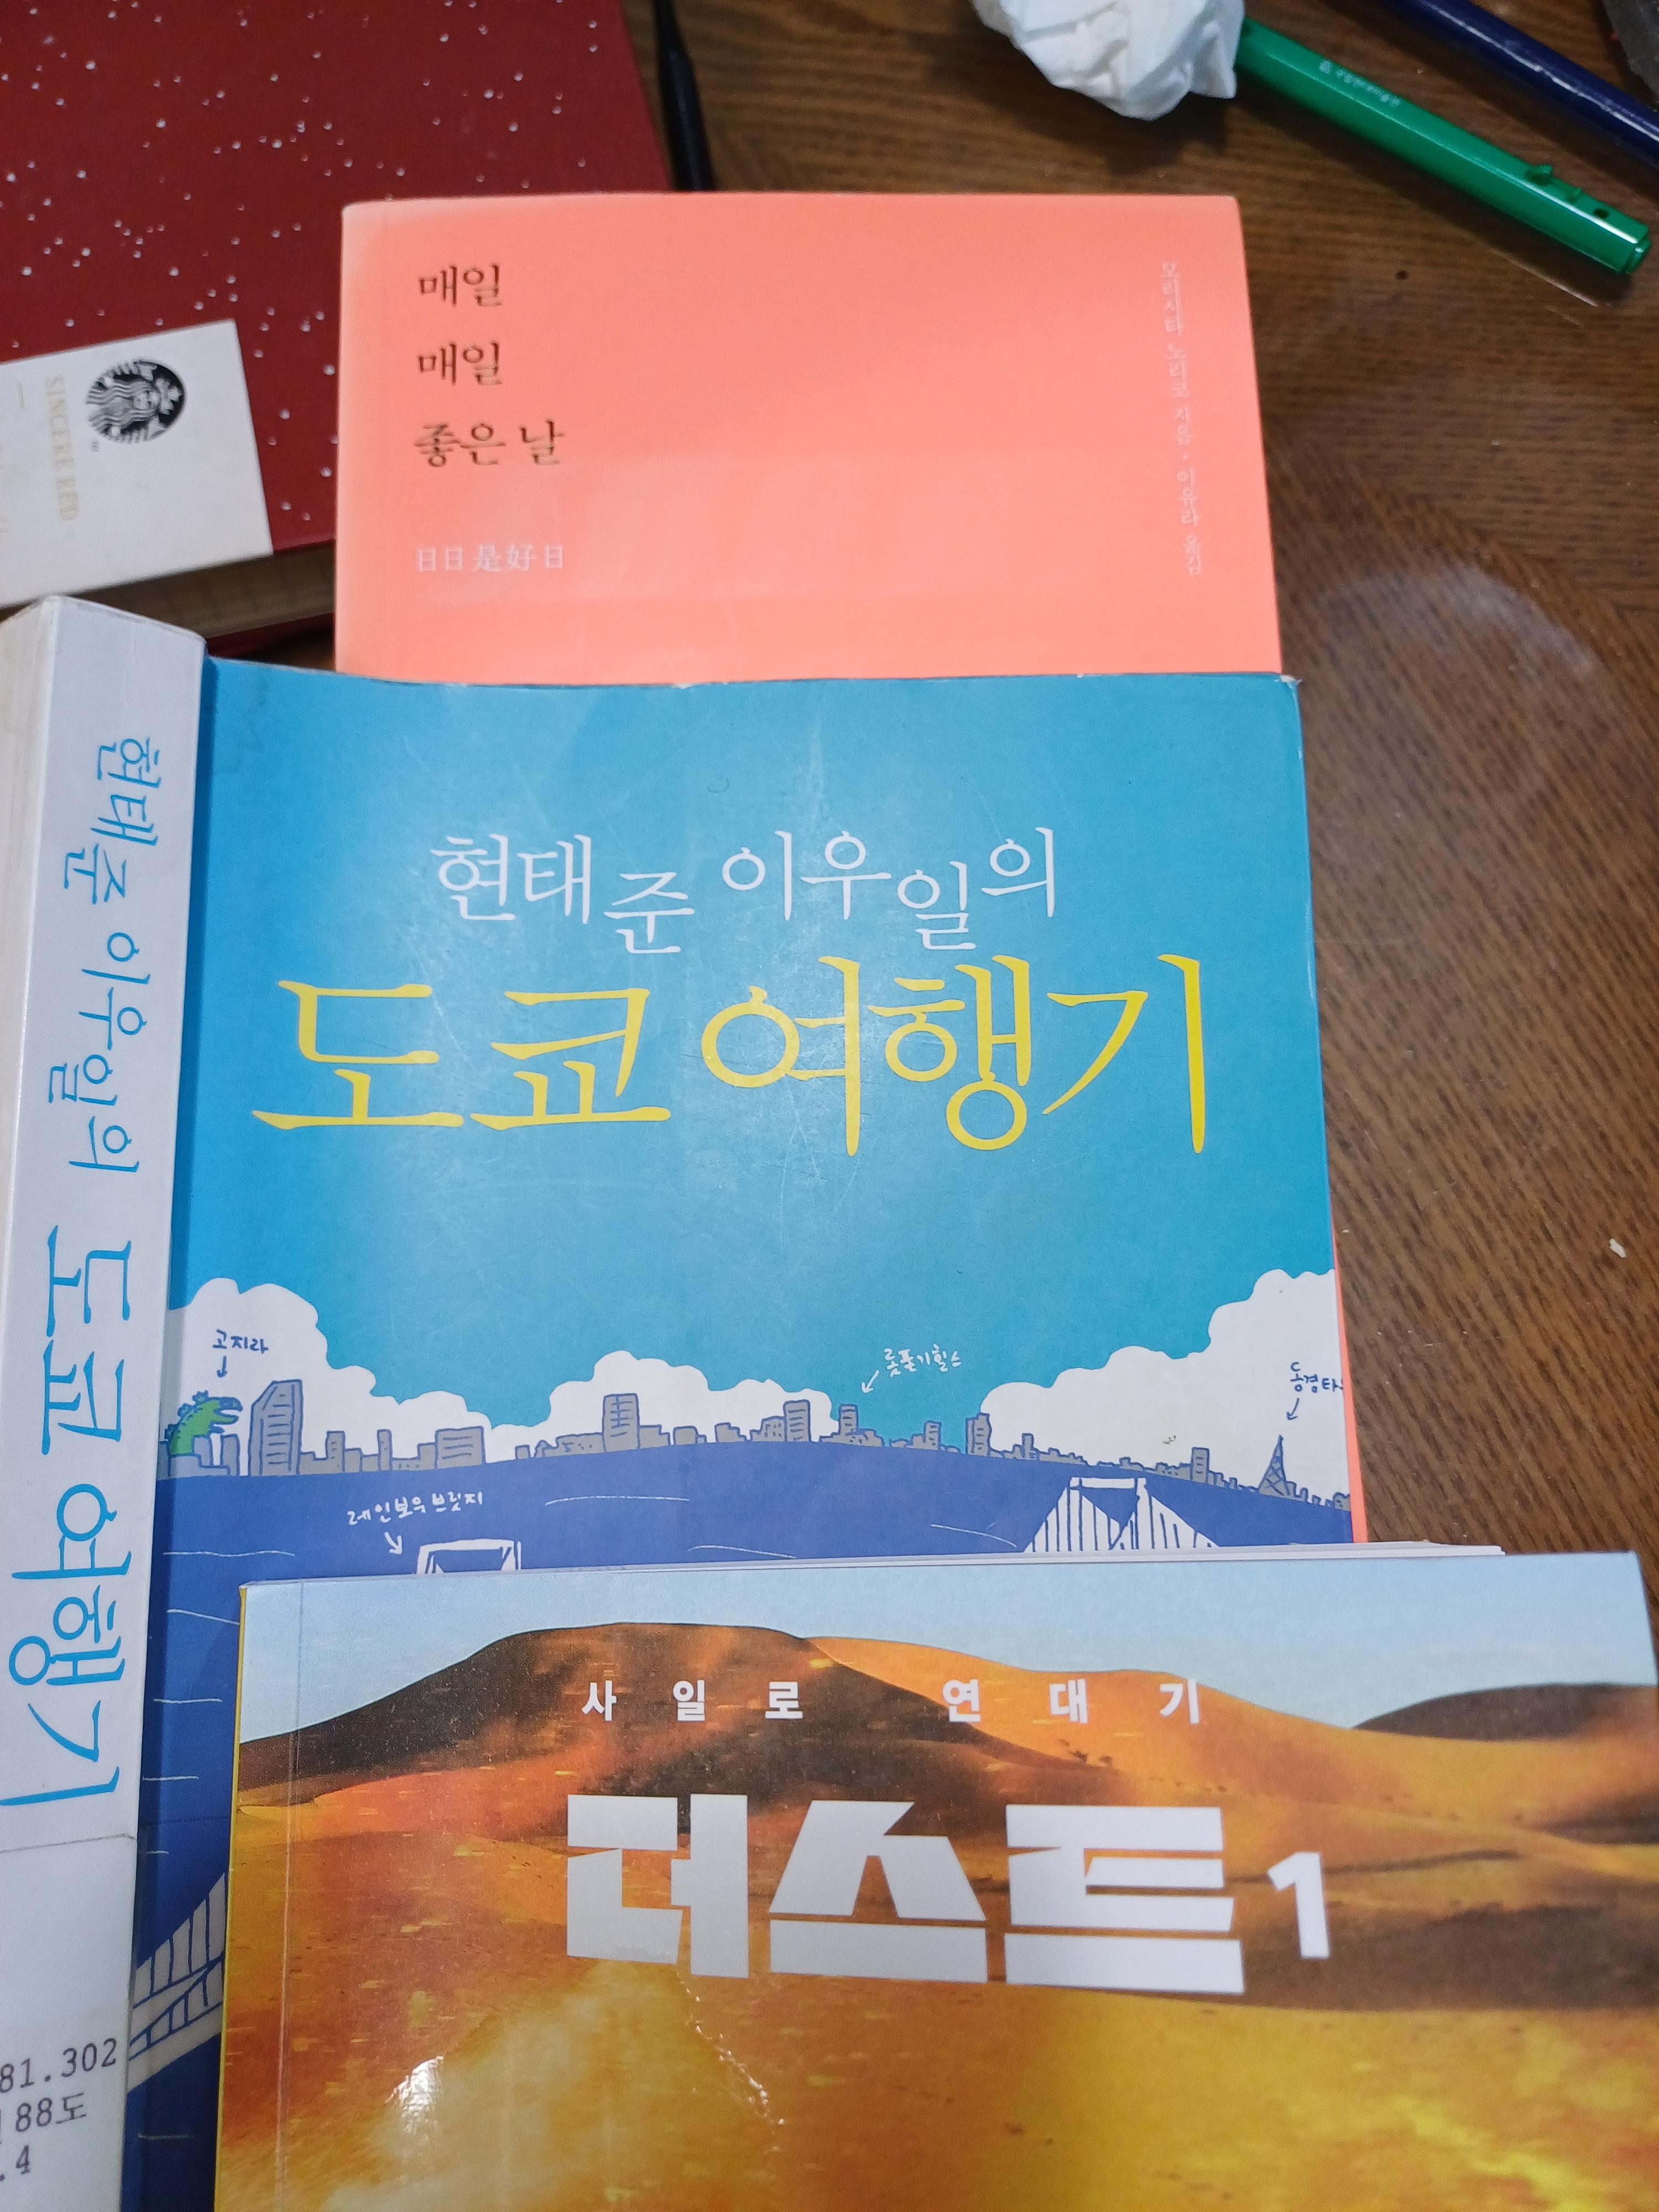 매일
매일
좋은 날
日日是好日
모리시타 노리코 지음 · 이유라 옮김
SINCERE RED
현태준 이우일의
도쿄 여행기
현태준 이우일의 도쿄 여행기
고지라
롯폰기힐스
동경타
레인보우 브릿지
81.302
88도
.4
사일로 연대기
더스트 1